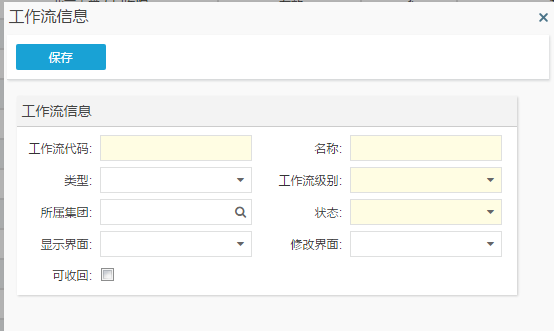 工作流信息
保存
工作流信息
工作流代码:
名称:
类型:
工作流级别:
所属集团:
状态:
显示界面:
修改界面:
可收回: